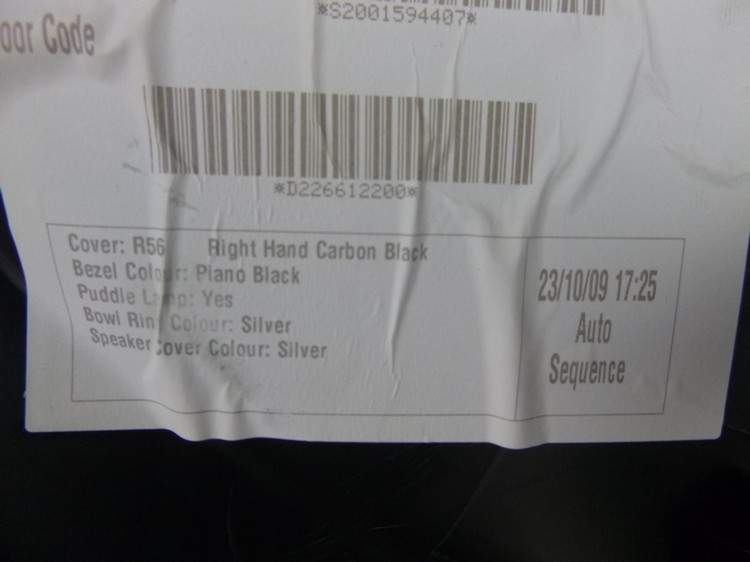 *S2001594407*
oor Code
*D226612200*
Cover: R56 Right Hand Carbon Black
Bezel Colour: Piano Black
Puddle Lamp: Yes
Bowl Ring Colour: Silver
Speaker Cover Colour: Silver
23/10/09 17:25
Auto
Sequence